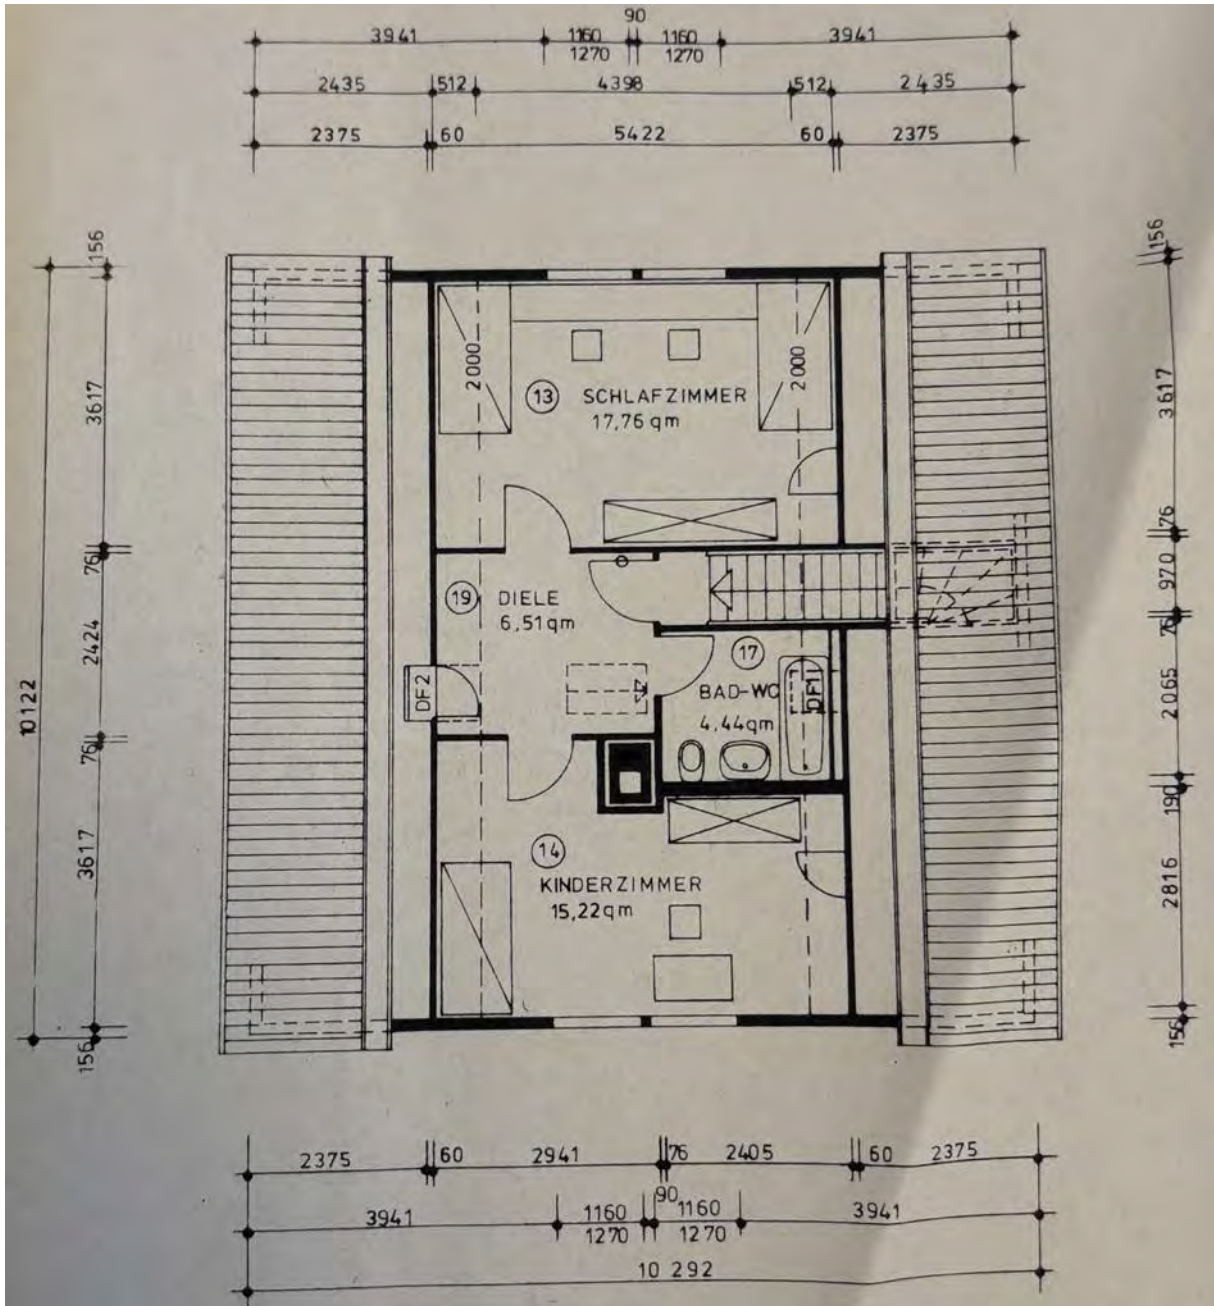 90
3941 1160 1160 3941
1270 1270
2435 512 4398 512 2435
2375 60 5422 60 2375
156
3617
76
2424
76
3617
156
10122
2000
2000
13 SCHLAFZIMMER
17,76 qm
19 DIELE
6,51 qm
DF2
17
BAD-WC
4,44 qm
DF1
14
KINDERZIMMER
15,22 qm
156
3617
76
970
76
2065
190
2816
156
2375 60 2941 76 2405 60 2375
90
3941 1160 1160 3941
1270 1270
10 292